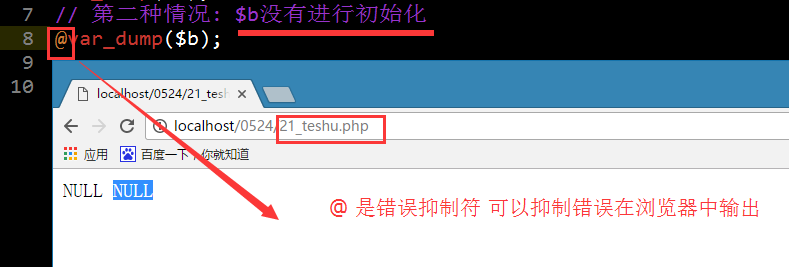 7 // 第二种情况: $b没有进行初始化
8 @var_dump($b);
9
10
localhost/0524/21_tesh
localhost/0524/21_teshu.php
应用 百度一下，你就知道
NULL NULL
@ 是错误抑制符 可以抑制错误在浏览器中输出